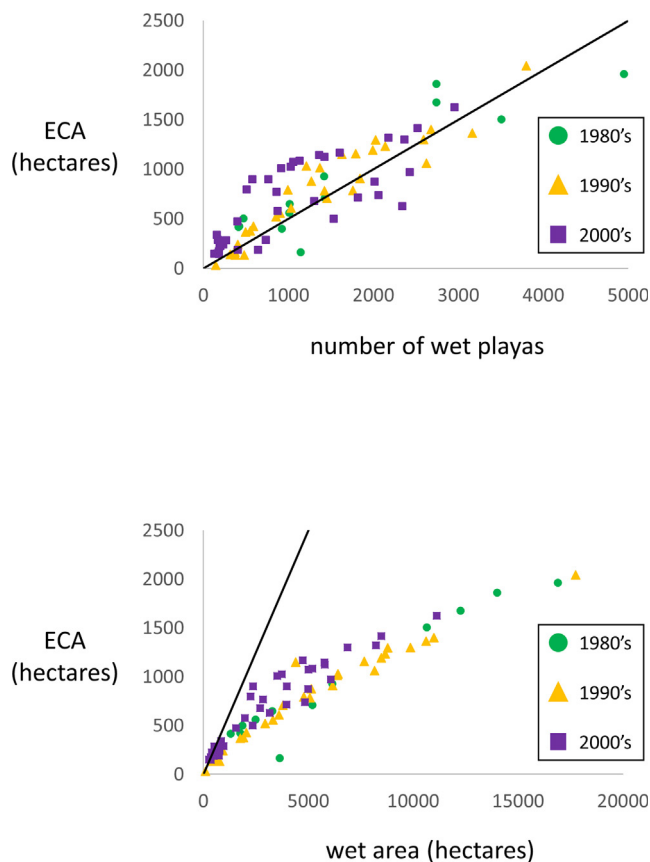 2500
2000
ECA
(hectares)
1500
1000
500
0
1980's
1990's
2000's
0 1000 2000 3000 4000 5000
number of wet playas
2500
2000
ECA
(hectares)
1500
1000
500
0
1980's
1990's
2000's
0 5000 10000 15000 20000
wet area (hectares)